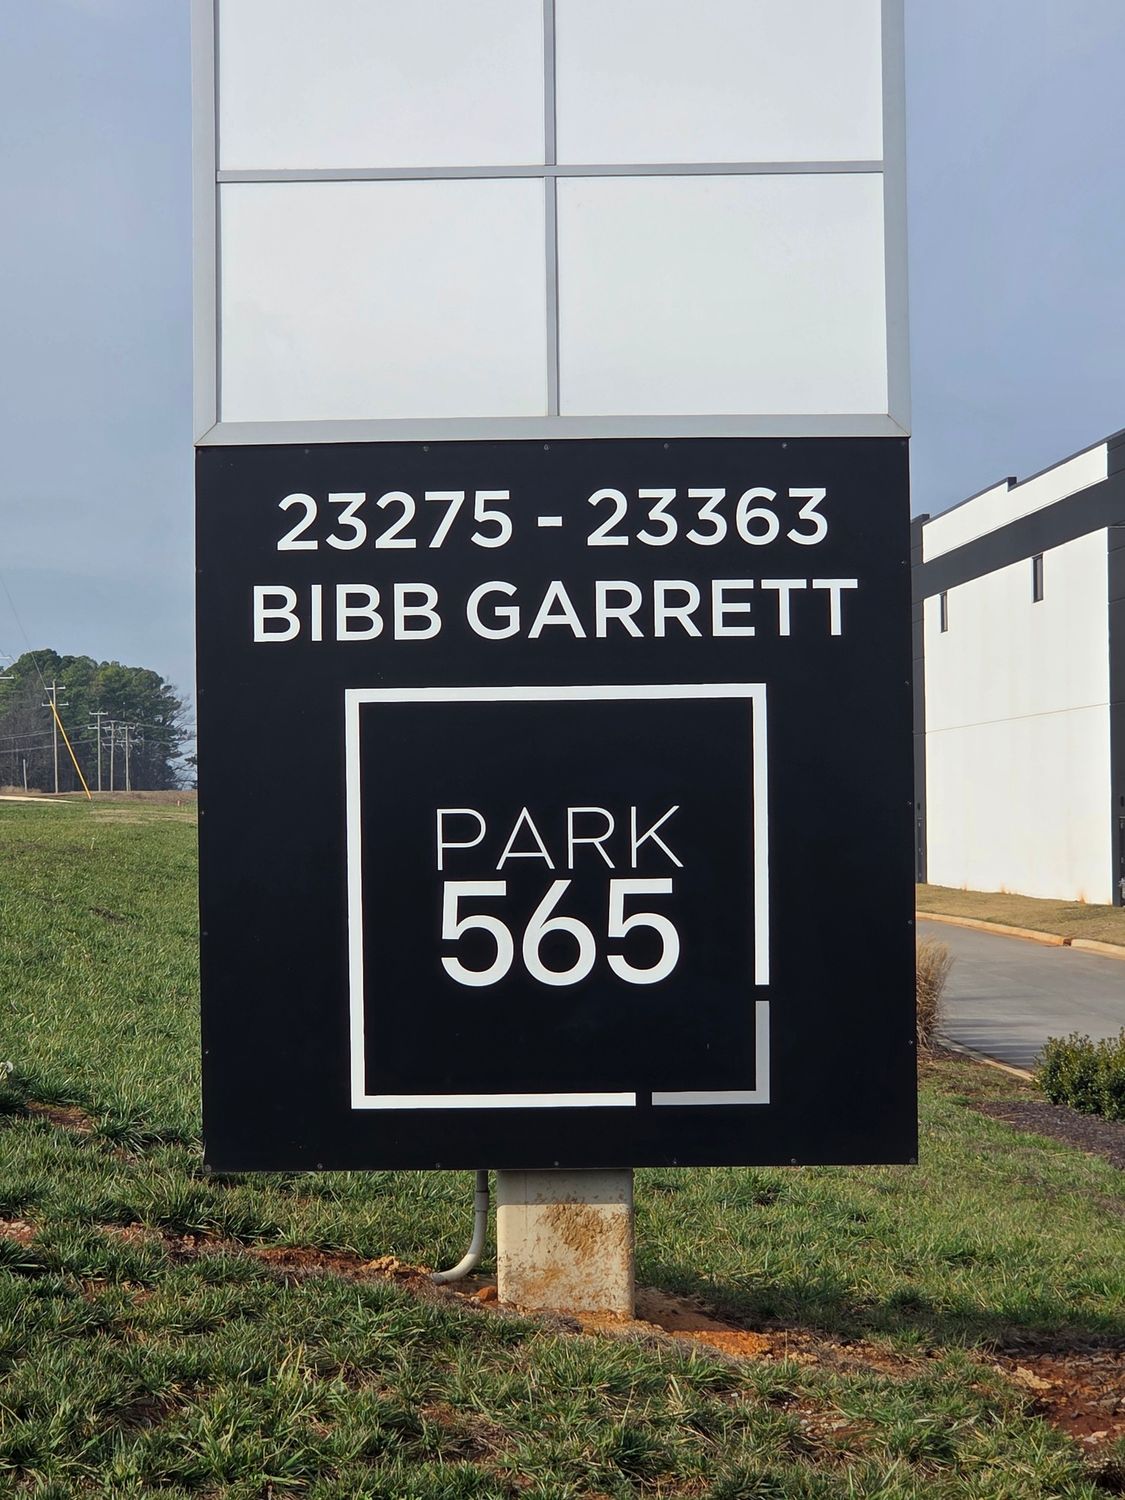 23275 - 23363
BIBB GARRETT
PARK
565